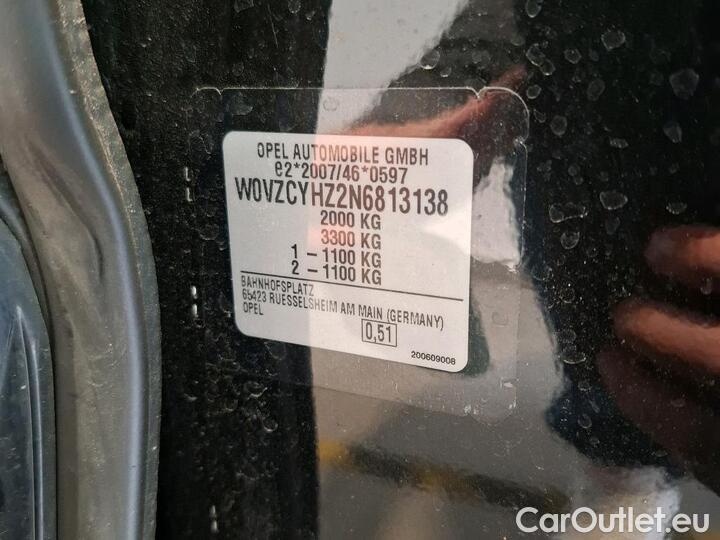 OPEL AUTOMOBILE GMBH
e2*2007/46*0597
W0VZCYHZ2N6813138
2000 KG
3300 KG
1 – 1100 KG
2 – 1100 KG
BAHNHOFSPLATZ
65423 RUESSELSHEIM AM MAIN (GERMANY)
OPEL
0,51
200609008
CarOutlet.eu